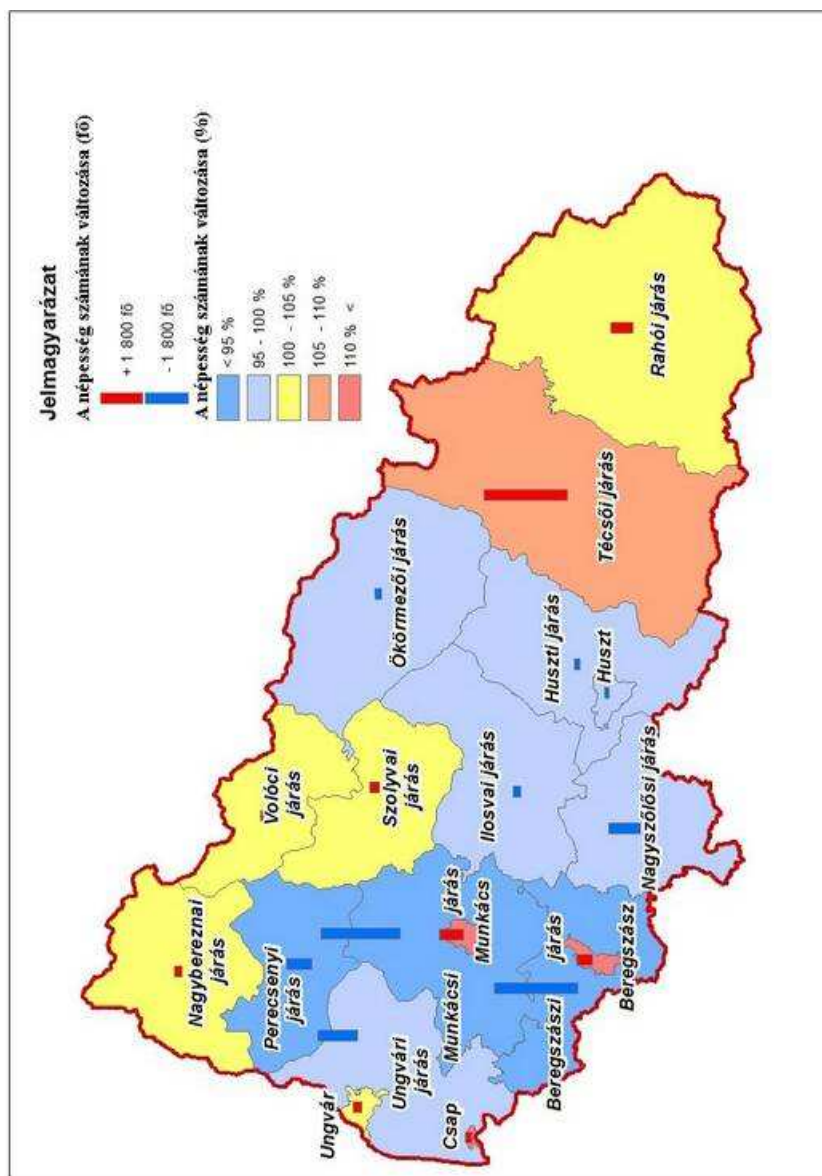 Jelmagyarázat
A népesség számának változása (fő)
+ 1 800 fő
- 1 800 fő
A népesség számának változása (%)
< 95 %
95 - 100 %
100 - 105 %
105 - 110 %
110 % <
Nagybereznai
járás
Volóci
járás
Perecsenyi
járás
Szolyvai
járás
Ökörmezői járás
Ungvár
Ungvári
járás
Csap
Munkácsi
járás
Munkács
Ilosvai járás
Huszti járás
Huszt
Técsői járás
Rahói járás
Beregszászi
járás
Beregszász
Nagyszőlősi járás